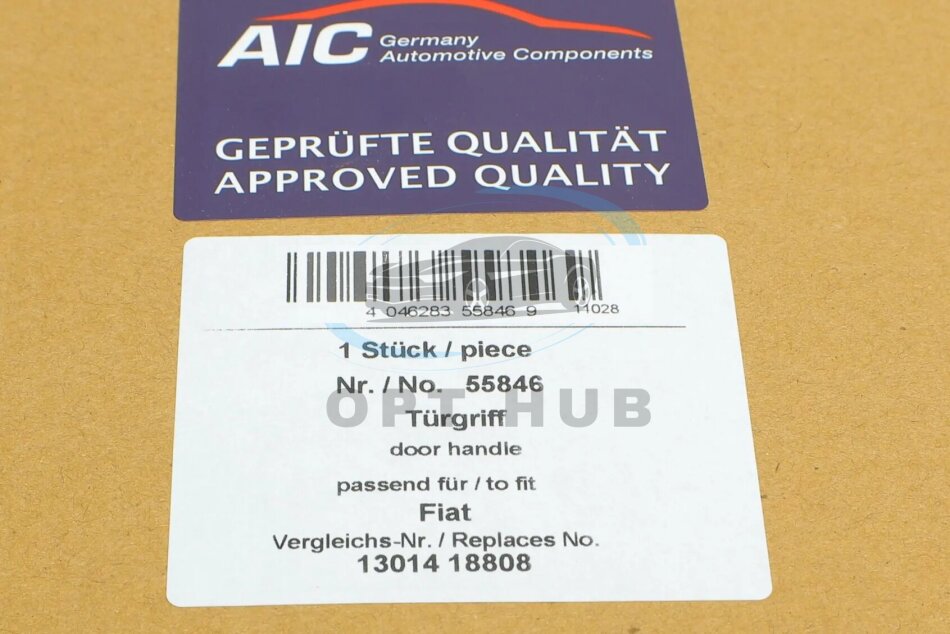 AIC Germany
Automotive Components
GEPRÜFTE QUALITÄT
APPROVED QUALITY
4 046283 55846 9 11028
1 Stück / piece
Nr. / No. 55846
OPT HUB
Türgriff
door handle
passend für / to fit
Fiat
Vergleichs-Nr. / Replaces No.
13014 18808